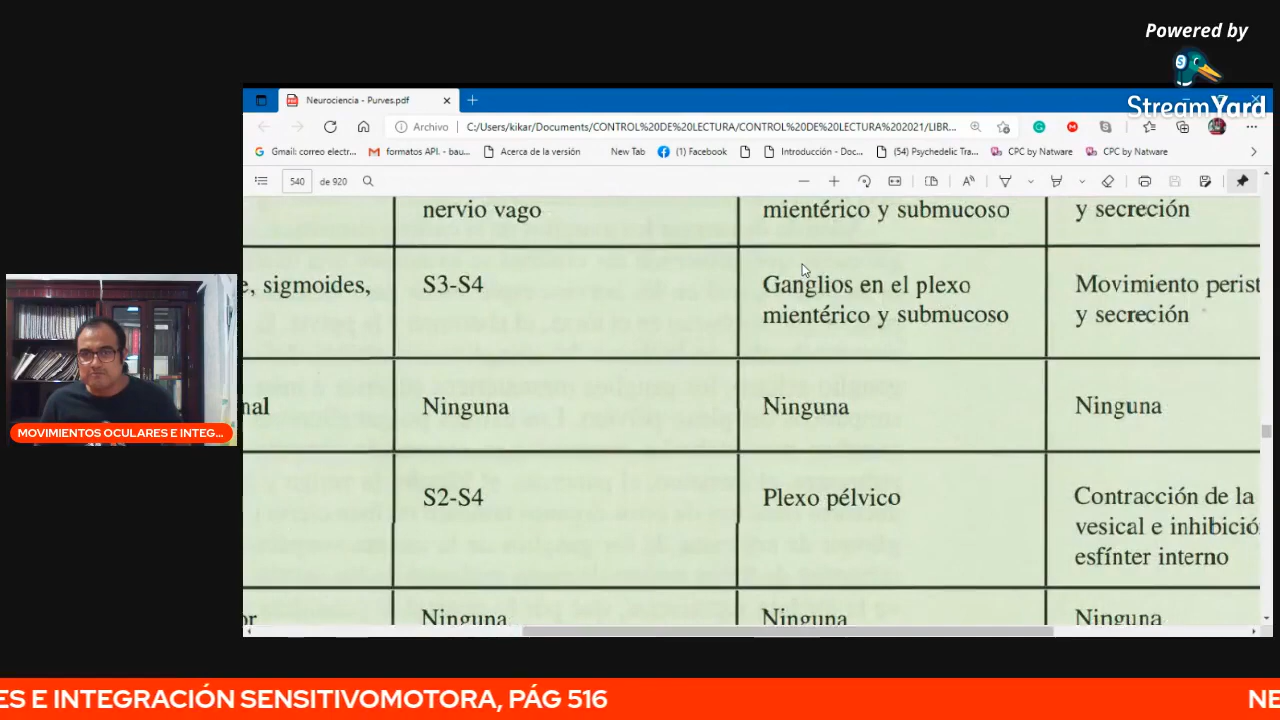 Powered by
StreamYard
Neurociencia - Purves.pdf
Archivo C:/Users/kikar/Documents/CONTROL%20DE%20LECTURA/CONTROL%20DE%20LECTURA%202021/LIBR...
Gmail: correo electr... formatos API. - bau... Acerca de la versión New Tab (1) Facebook Introducción - Doc... (54) Psychedelic Tra... CPC by Natware CPC by Natware
540 de 920
nervio vago mientérico y submucoso y secreción
e, sigmoides, S3-S4 Ganglios en el plexo Movimiento perist
mientérico y submucoso y secreción
nal Ninguna Ninguna Ninguna
S2-S4 Plexo pélvico Contracción de la
vesical e inhibició
esfínter interno
or Ninguna Ninguna Ninguna
MOVIMIENTOS OCULARES E INTEG...
ES E INTEGRACIÓN SENSITIVOMOTORA, PÁG 516 NE